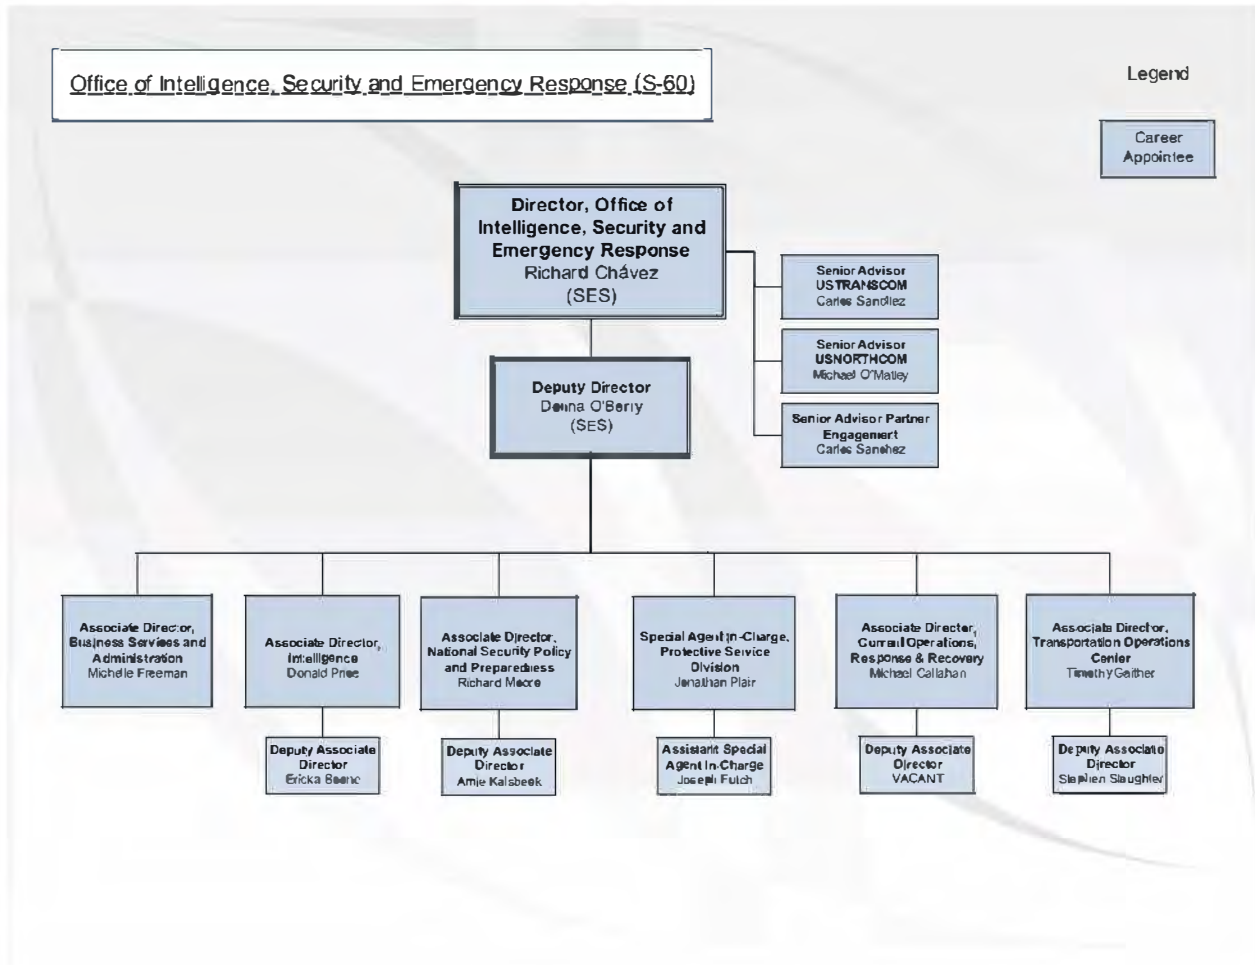 Office of Intelligence, Security and Emergency Response (S-60)
Legend
Career
Appointee
Director, Office of
Intelligence, Security and
Emergency Response
Richard Chávez
(SES)
Senior Advisor
USTRANSCOM
Carlos
Senior Advisor
USNORTHCOM
Michael
Deputy Director
Donna O'Berry
(SES)
Senior Advisor Partner
Engagement
Carlos Sanchez
Associate Director,
Business Services and
Administration
Michelle Freeman
Associate Director,
Intelligence
Donald Price
Associate Director,
National Security Policy
and Preparedness
Richard Moore
Special Agent In-Charge,
Protective Service
Division
Jonathan Plair
Associate Director,
Current Operations,
Response & Recovery
Michael Callahan
Associate Director,
Transportation Operations
Center
Timothy Gaither
Deputy Associate
Director
Ericka
Deputy Associate
Director
Amie Kalsbeek
Assistant Special
Agent In-Charge
Joseph Futch
Deputy Associate
Director
VACANT
Deputy Associate
Director
Stephen Slaughter